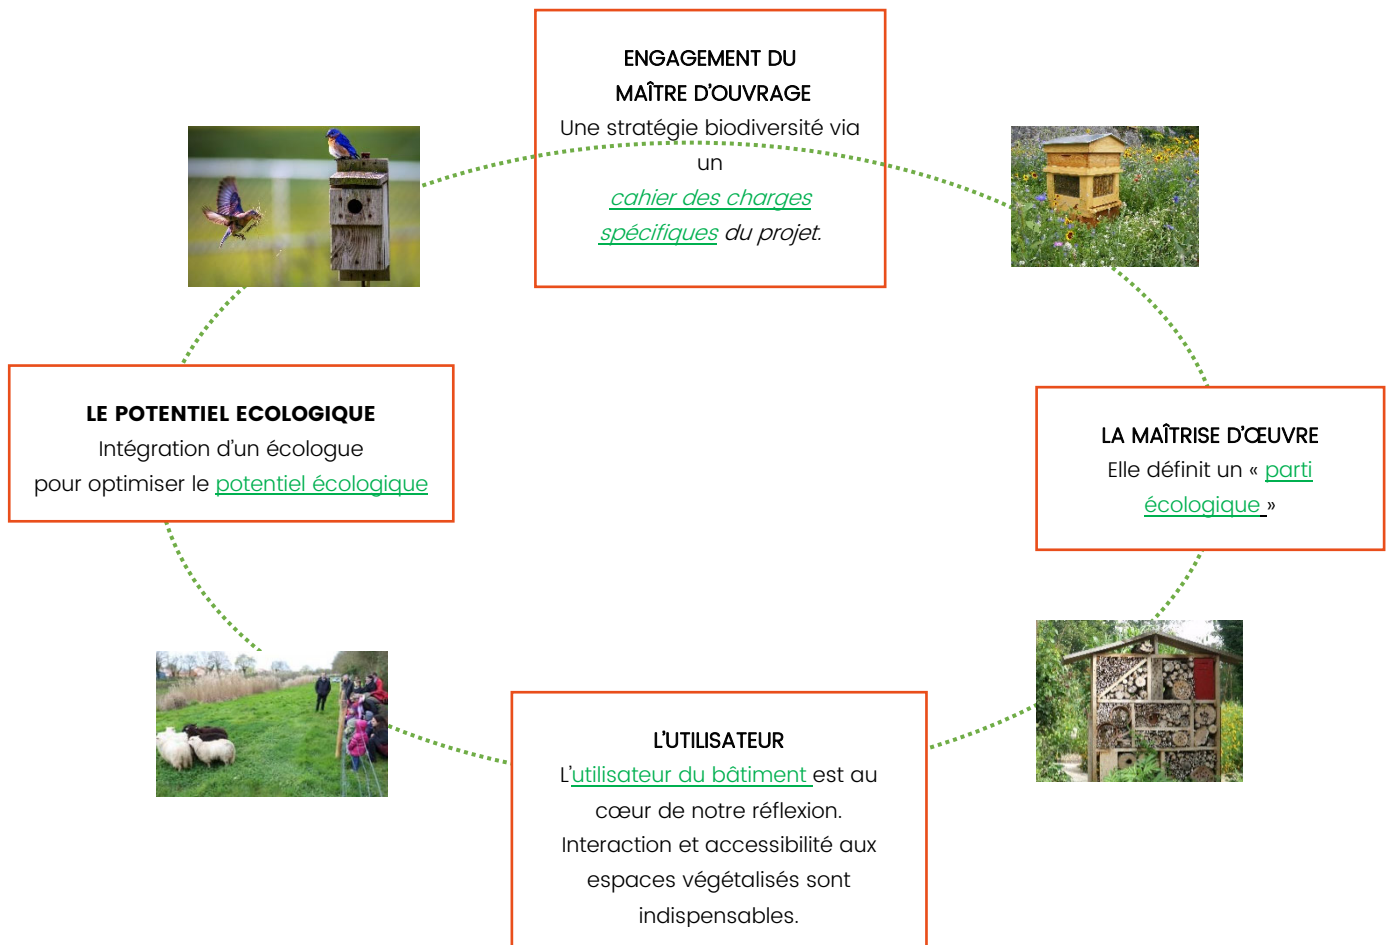 ENGAGEMENT DU
MAÎTRE D'OUVRAGE
Une stratégie biodiversité via
un
cahier des charges
spécifiques du projet.
LE POTENTIEL ECOLOGIQUE
Intégration d'un écologue
pour optimiser le potentiel écologique
LA MAÎTRISE D'ŒUVRE
Elle définit un « parti
écologique »
L'UTILISATEUR
L'utilisateur du bâtiment est au
cœur de notre réflexion.
Interaction et accessibilité aux
espaces végétalisés sont
indispensables.